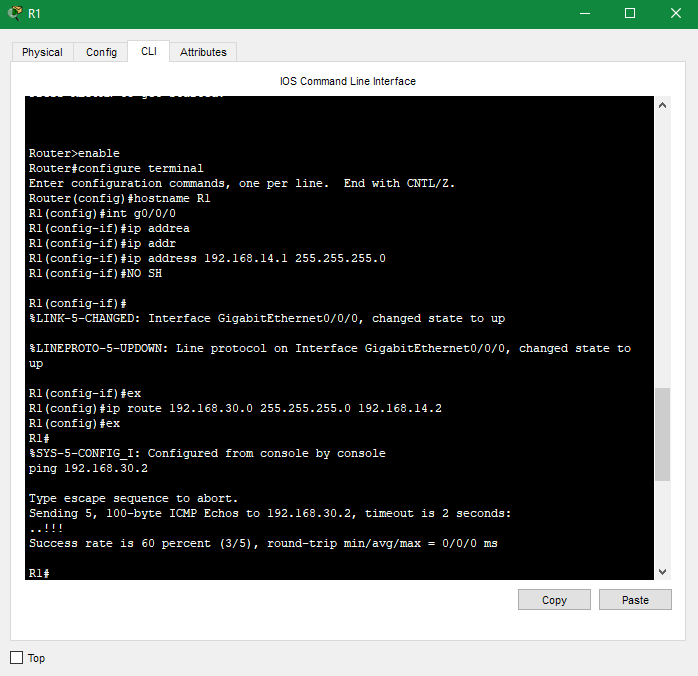 R1
Physical Config CLI Attributes
IOS Command Line Interface
Router>enable
Router#configure terminal
Enter configuration commands, one per line.  End with CNTL/Z.
Router(config)#hostname R1
R1(config)#int g0/0/0
R1(config-if)#ip addrea
R1(config-if)#ip addr
R1(config-if)#ip address 192.168.14.1 255.255.255.0
R1(config-if)#NO SH
R1(config-if)#
%LINK-5-CHANGED: Interface GigabitEthernet0/0/0, changed state to up
%LINEPROTO-5-UPDOWN: Line protocol on Interface GigabitEthernet0/0/0, changed state to
up
R1(config-if)#ex
R1(config)#ip route 192.168.30.0 255.255.255.0 192.168.14.2
R1(config)#ex
R1#
%SYS-5-CONFIG_I: Configured from console by console
ping 192.168.30.2
Type escape sequence to abort.
Sending 5, 100-byte ICMP Echos to 192.168.30.2, timeout is 2 seconds:
..!!!
Success rate is 60 percent (3/5), round-trip min/avg/max = 0/0/0 ms
R1#
Copy Paste
Top